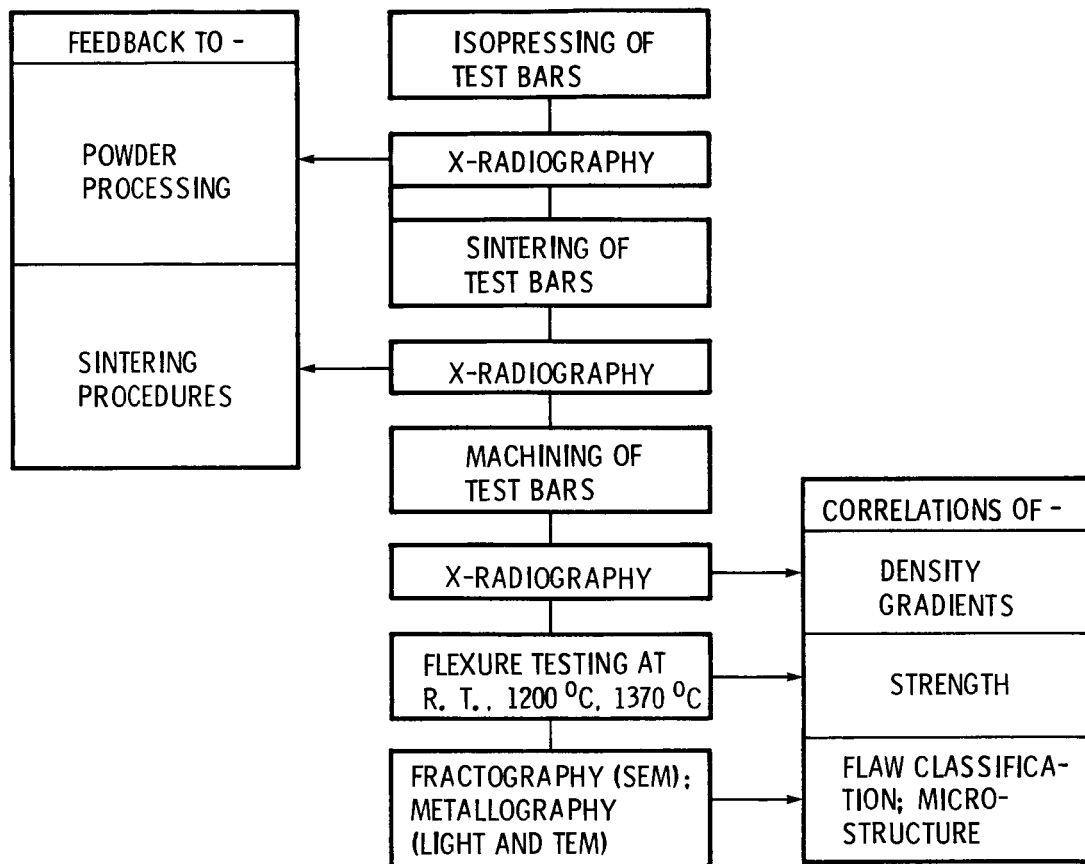 FEEDBACK TO -
POWDER
PROCESSING
SINTERING
PROCEDURES
ISOPRESSING OF
TEST BARS
X-RADIOGRAPHY
SINTERING OF
TEST BARS
X-RADIOGRAPHY
MACHINING OF
TEST BARS
X-RADIOGRAPHY
FLEXURE TESTING AT
R. T., 1200 °C, 1370 °C
FRACTOGRAPHY (SEM);
METALLOGRAPHY
(LIGHT AND TEM)
CORRELATIONS OF -
DENSITY
GRADIENTS
STRENGTH
FLAW CLASSIFICA-
TION; MICRO-
STRUCTURE